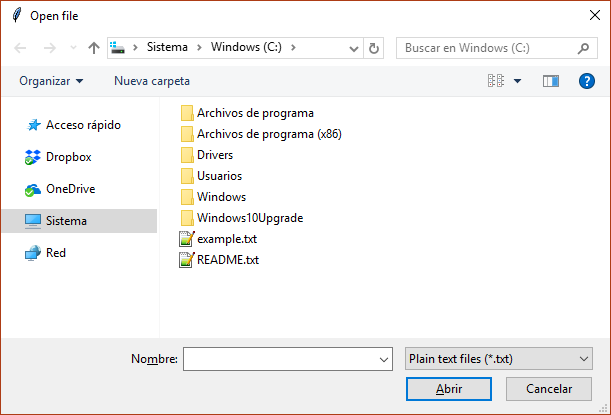 Open file
Sistema Windows (C:) Buscar en Windows (C:)
Organizar Nueva carpeta
Acceso rápido
Dropbox
OneDrive
Sistema
Red
Archivos de programa
Archivos de programa (x86)
Drivers
Usuarios
Windows
Windows10Upgrade
example.txt
README.txt
Nombre: Plain text files (*.txt)
Abrir Cancelar